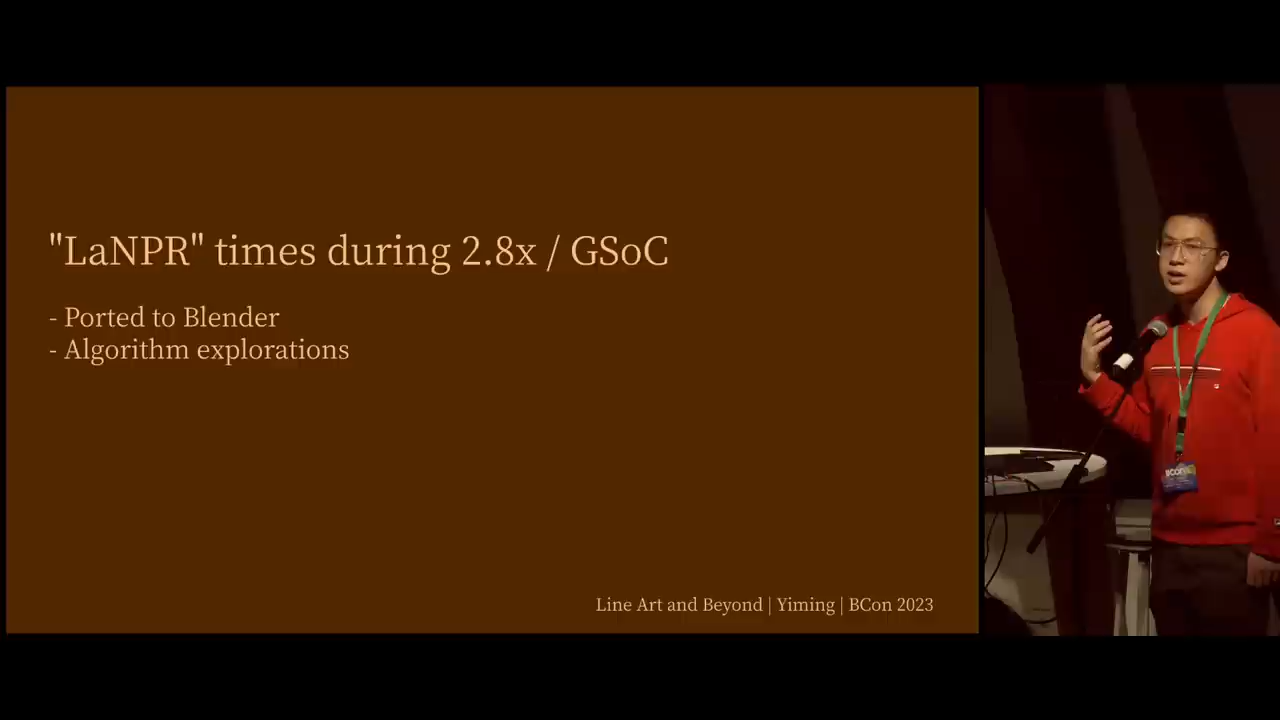 "LaNPR" times during 2.8x / GSoC
- Ported to Blender
- Algorithm explorations
Line Art and Beyond | Yiming | BCon 2023